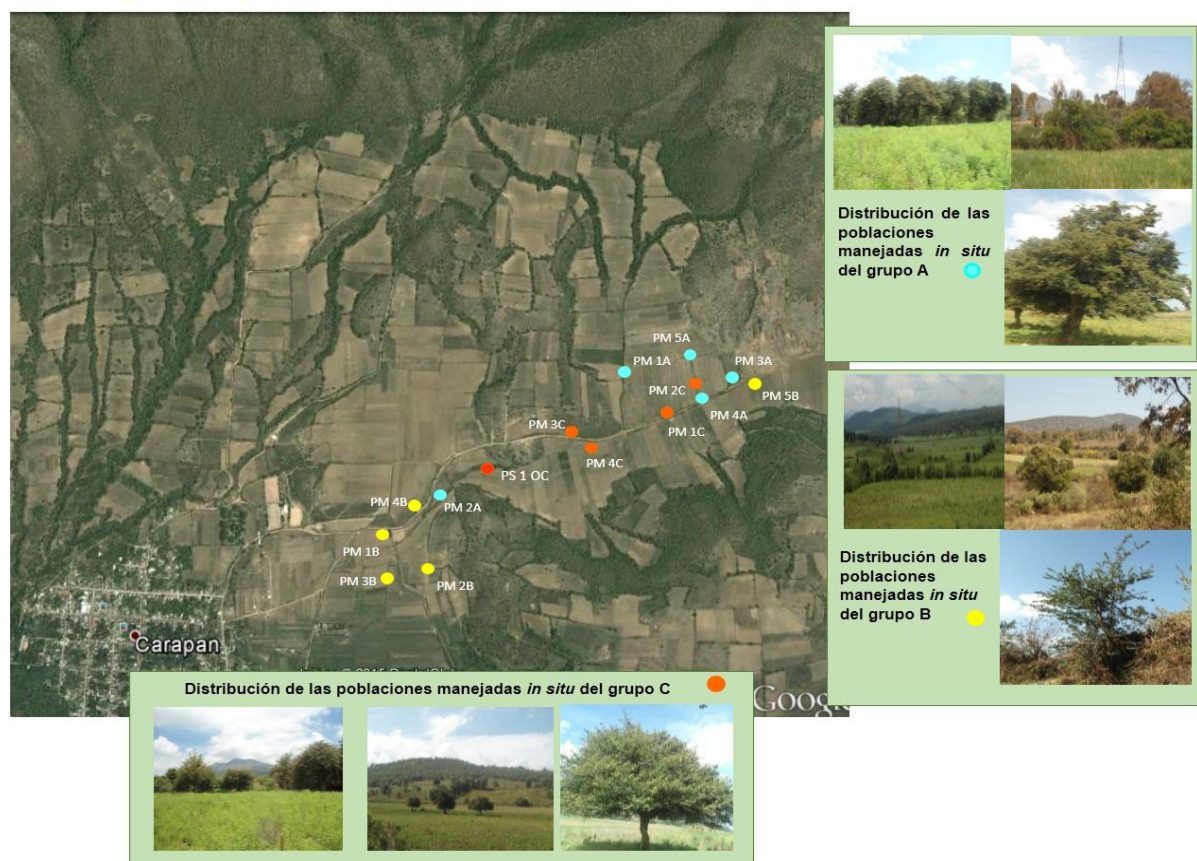 Distribución de las
poblaciones
manejadas in situ
del grupo A
PM 5A
PM 1A
PM 3A
PM 2C
PM 5B
PM 4A
PM 1C
PM 3C
PM 4C
PS 1 OC
PM 2A
PM 4B
PM 1B
PM 3B
PM 2B
Carapan
Distribución de las
poblaciones
manejadas in situ
del grupo B
Distribución de las poblaciones manejadas in situ del grupo C